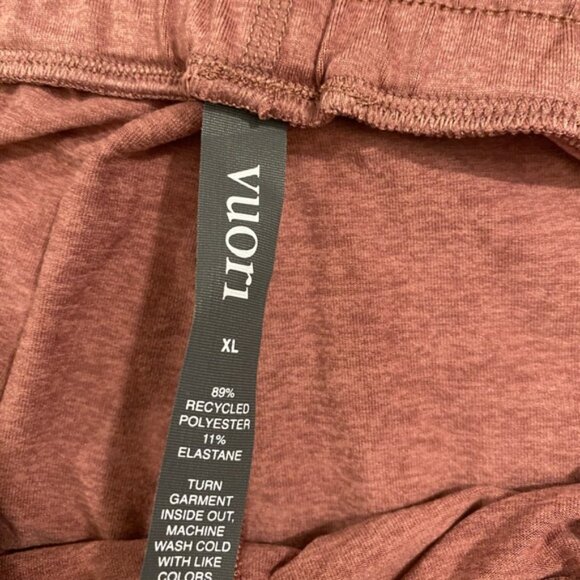 vuori
XL
89%
RECYCLED
POLYESTER
11%
ELASTANE
TURN
GARMENT
INSIDE OUT,
MACHINE
WASH COLD
WITH LIKE
COLORS